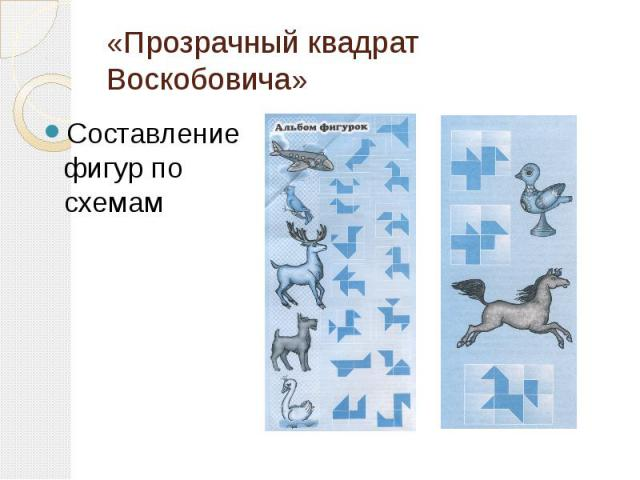 «Прозрачный квадрат
Воскобовича»
Составление
фигур по
схемам
Альбом фигурок